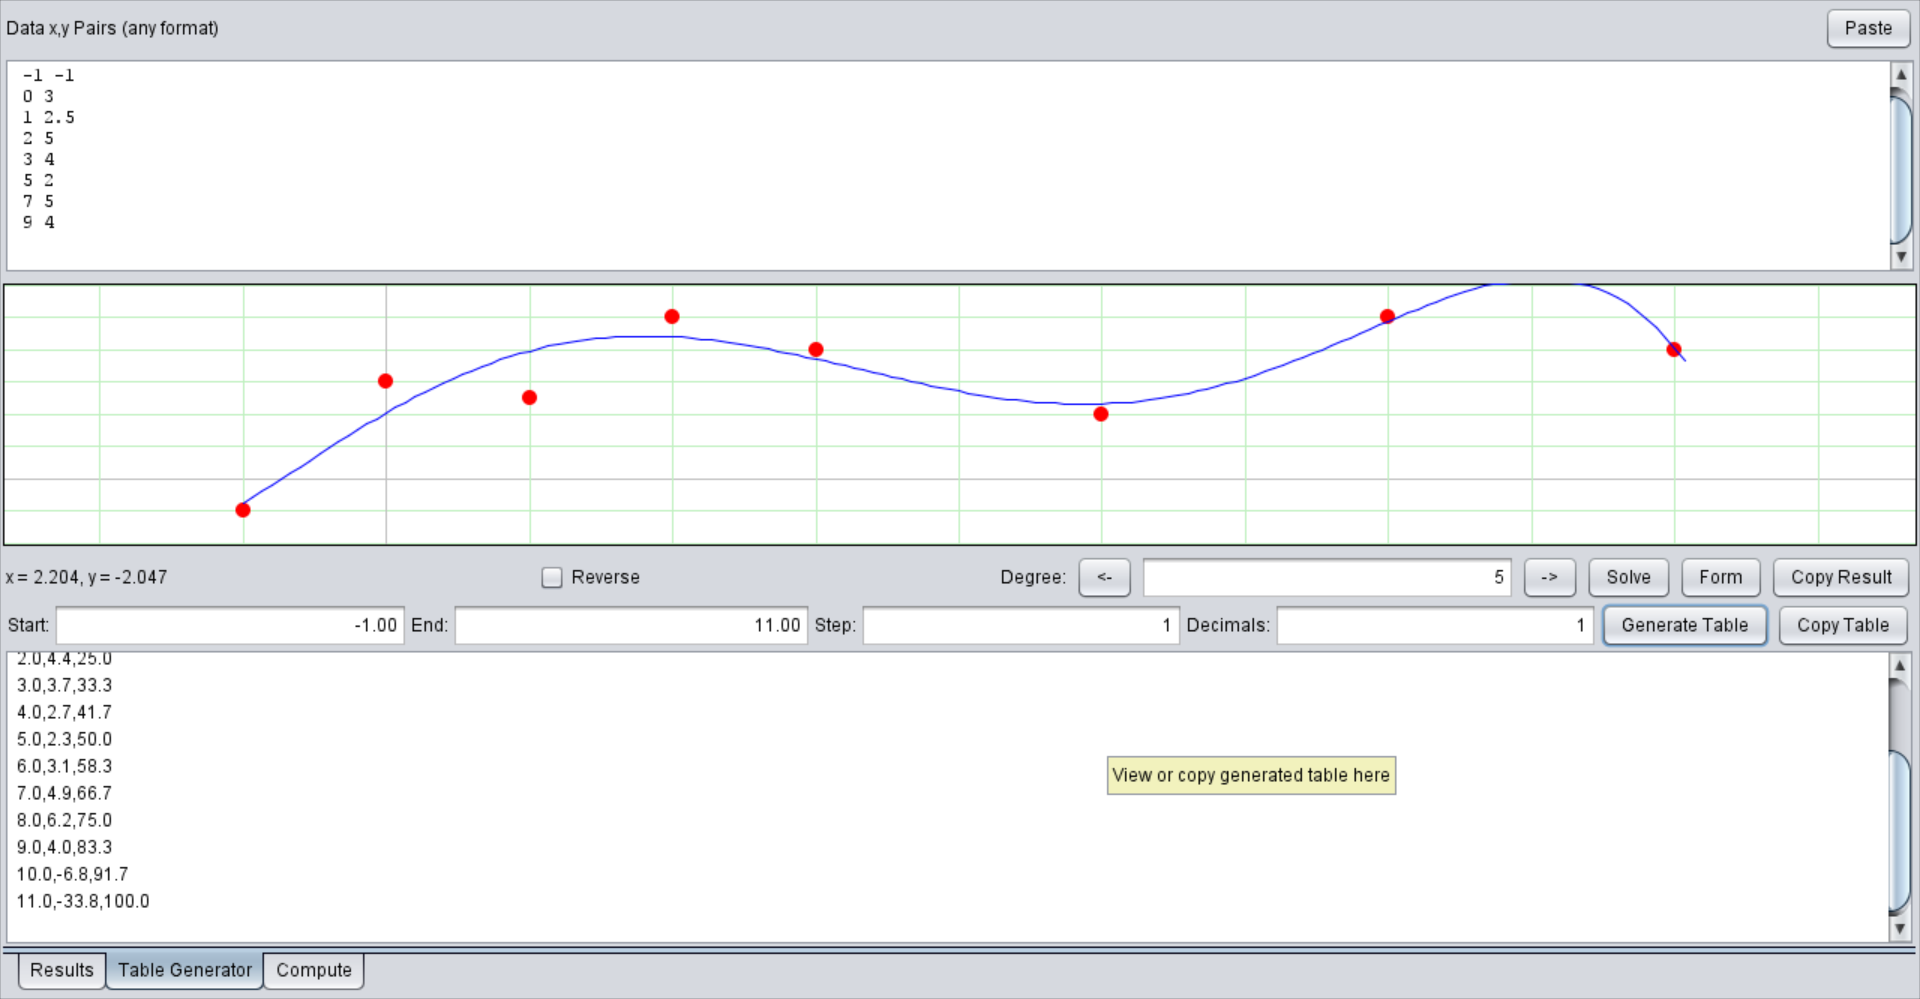 Data x,y Pairs (any format)
Paste
-1 -1
0 3
1 2.5
2 5
3 4
5 2
7 5
9 4
x = 2.204, y = -2.047
Reverse
Degree: <- 5 -> Solve Form Copy Result
Start: -1.00 End: 11.00 Step: 1 Decimals: 1 Generate Table Copy Table
2.0,4.4,25.0
3.0,3.7,33.3
4.0,2.7,41.7
5.0,2.3,50.0
6.0,3.1,58.3
7.0,4.9,66.7
8.0,6.2,75.0
9.0,4.0,83.3
10.0,-6.8,91.7
11.0,-33.8,100.0
View or copy generated table here
Results Table Generator Compute